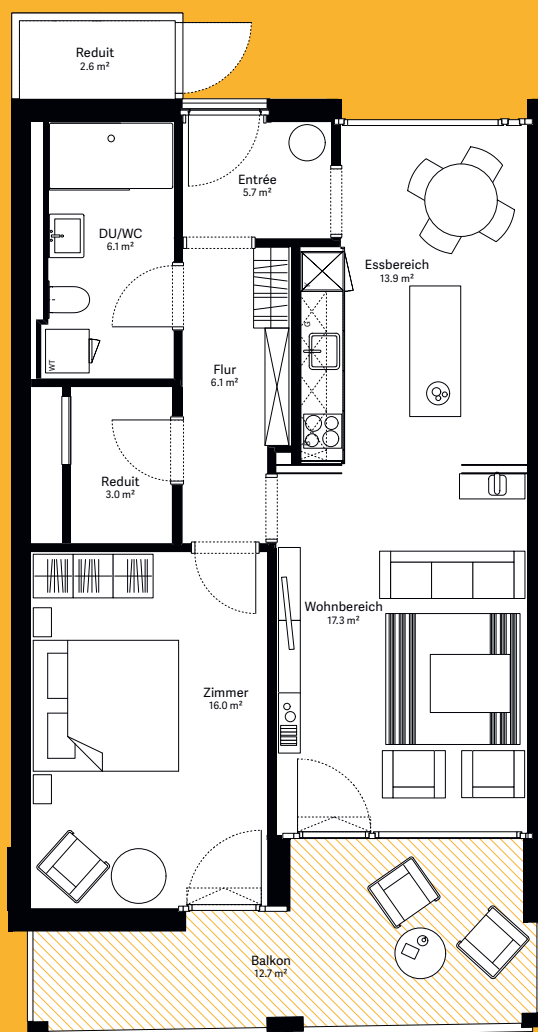 Reduit
2.6 m²
Entrée
5.7 m²
DU/WC
6.1 m²
Essbereich
13.9 m²
WT
G
Flur
6.1 m²
Reduit
3.0 m²
Wohnbereich
17.3 m²
Zimmer
16.0 m²
Balkon
12.7 m²